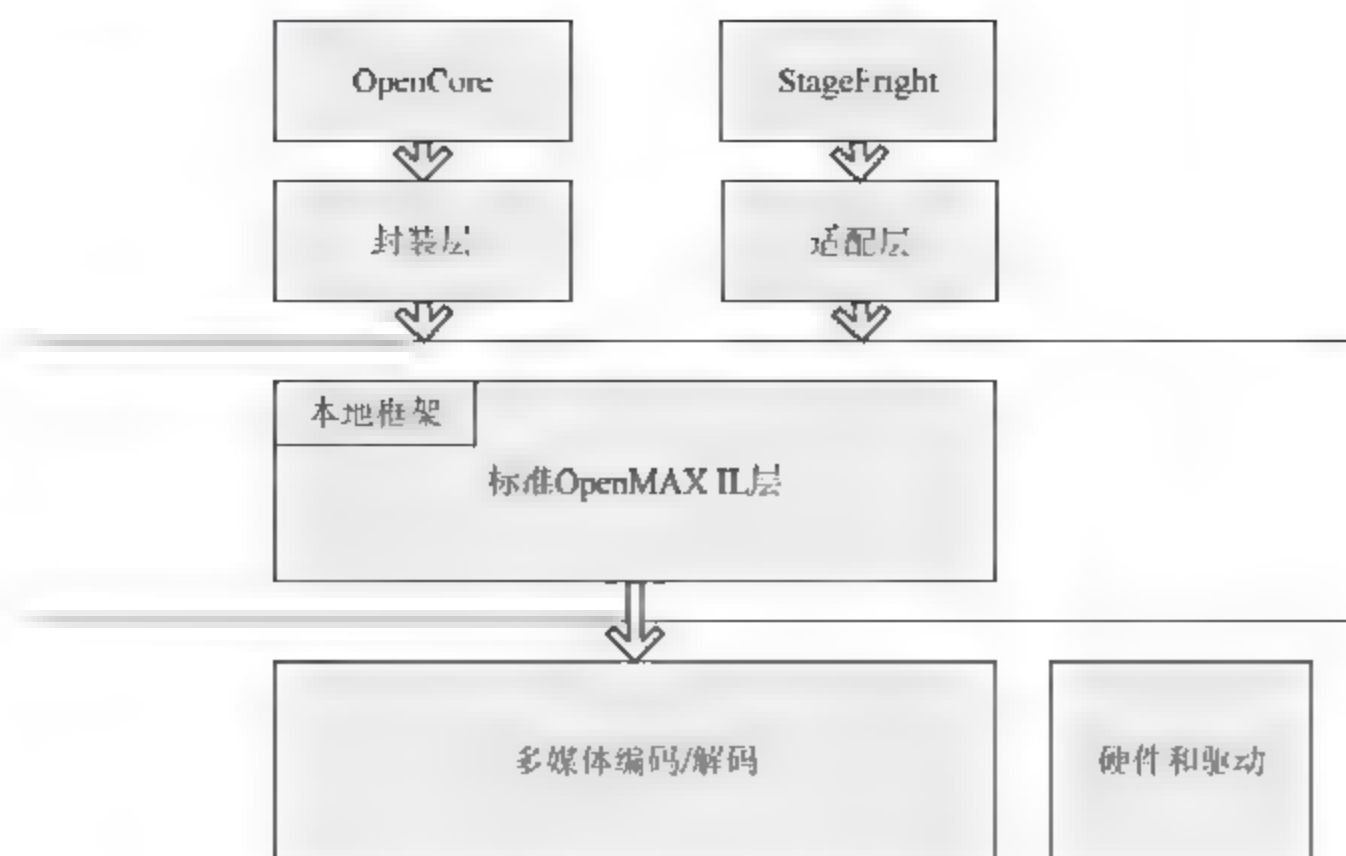 OpenCore
StageFright
封装层
适配层
本地框架
标准OpenMAX IL层
多媒体编码/解码
硬件和驱动